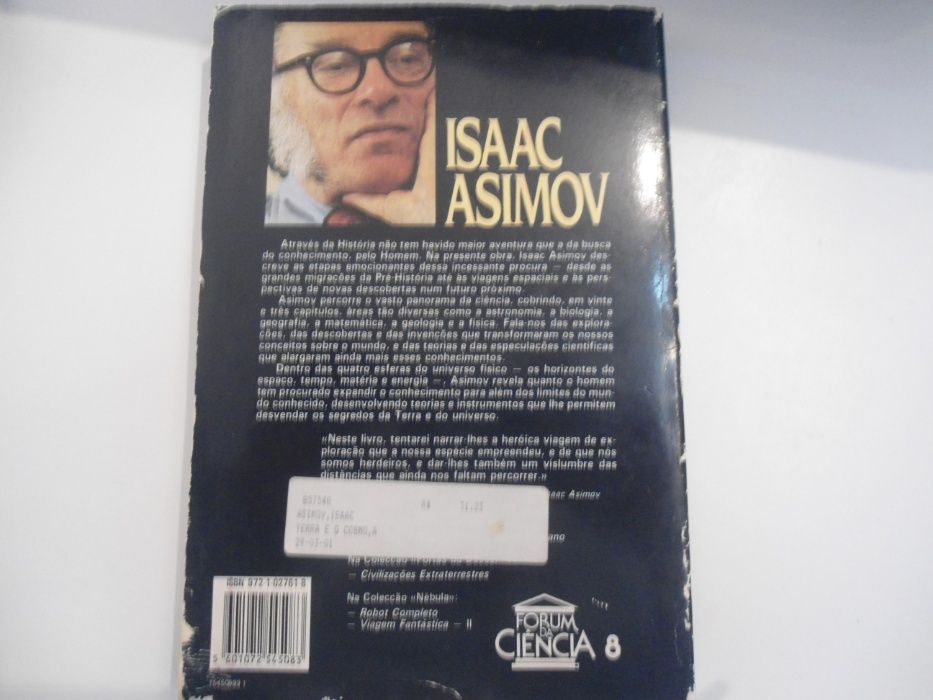 ISAAC
ASIMOV
Através da História não tem havido maior aventura que a da busca
do conhecimento, pelo Homem. Na presente obra, Isaac Asimov des-
creve as etapas emocionantes dessa incessante procura — desde as
grandes migrações da Pré-História até às viagens espaciais e às pers-
pectivas de novas descobertas num futuro próximo.
Asimov percorre o vasto panorama da ciência, cobrindo, em vinte
e três capítulos, áreas tão diversas como a astronomia, a biologia, a
geografia, a matemática, a geologia e a física. Fala-nos das explora-
ções, das descobertas e das invenções que transformaram os nossos
conceitos sobre o mundo, e das teorias e das especulações científicas
que alargaram ainda mais esses conhecimentos.
Dentro das quatro esferas do universo físico — os horizontes do
espaço, tempo, matéria e energia —, Asimov revela quanto o homem
tem procurado expandir o conhecimento para além dos limites do mun-
do conhecido, desenvolvendo teorias e instrumentos que lhe permitem
desvendar os segredos da Terra e do universo.
«Neste livro, tentarei narrar-lhes a heróica viagem de ex-
ploração que a nossa espécie empreendeu, e de que nós
somos herdeiros, e dar-lhes também um vislumbre das
distâncias que ainda nos faltam percorrer.»
Isaac Asimov
ASIMOV,ISAAC
TERRA E O COSMO,A
Na Colecção
— Civilizações Extraterrestres
Na Colecção «Nébula»:
— Robot Completo
— Viagem Fantástica — II
ISBN 972 1 02761 8
5 601072 545083
FÓRUM
DA
CIÊNCIA 8